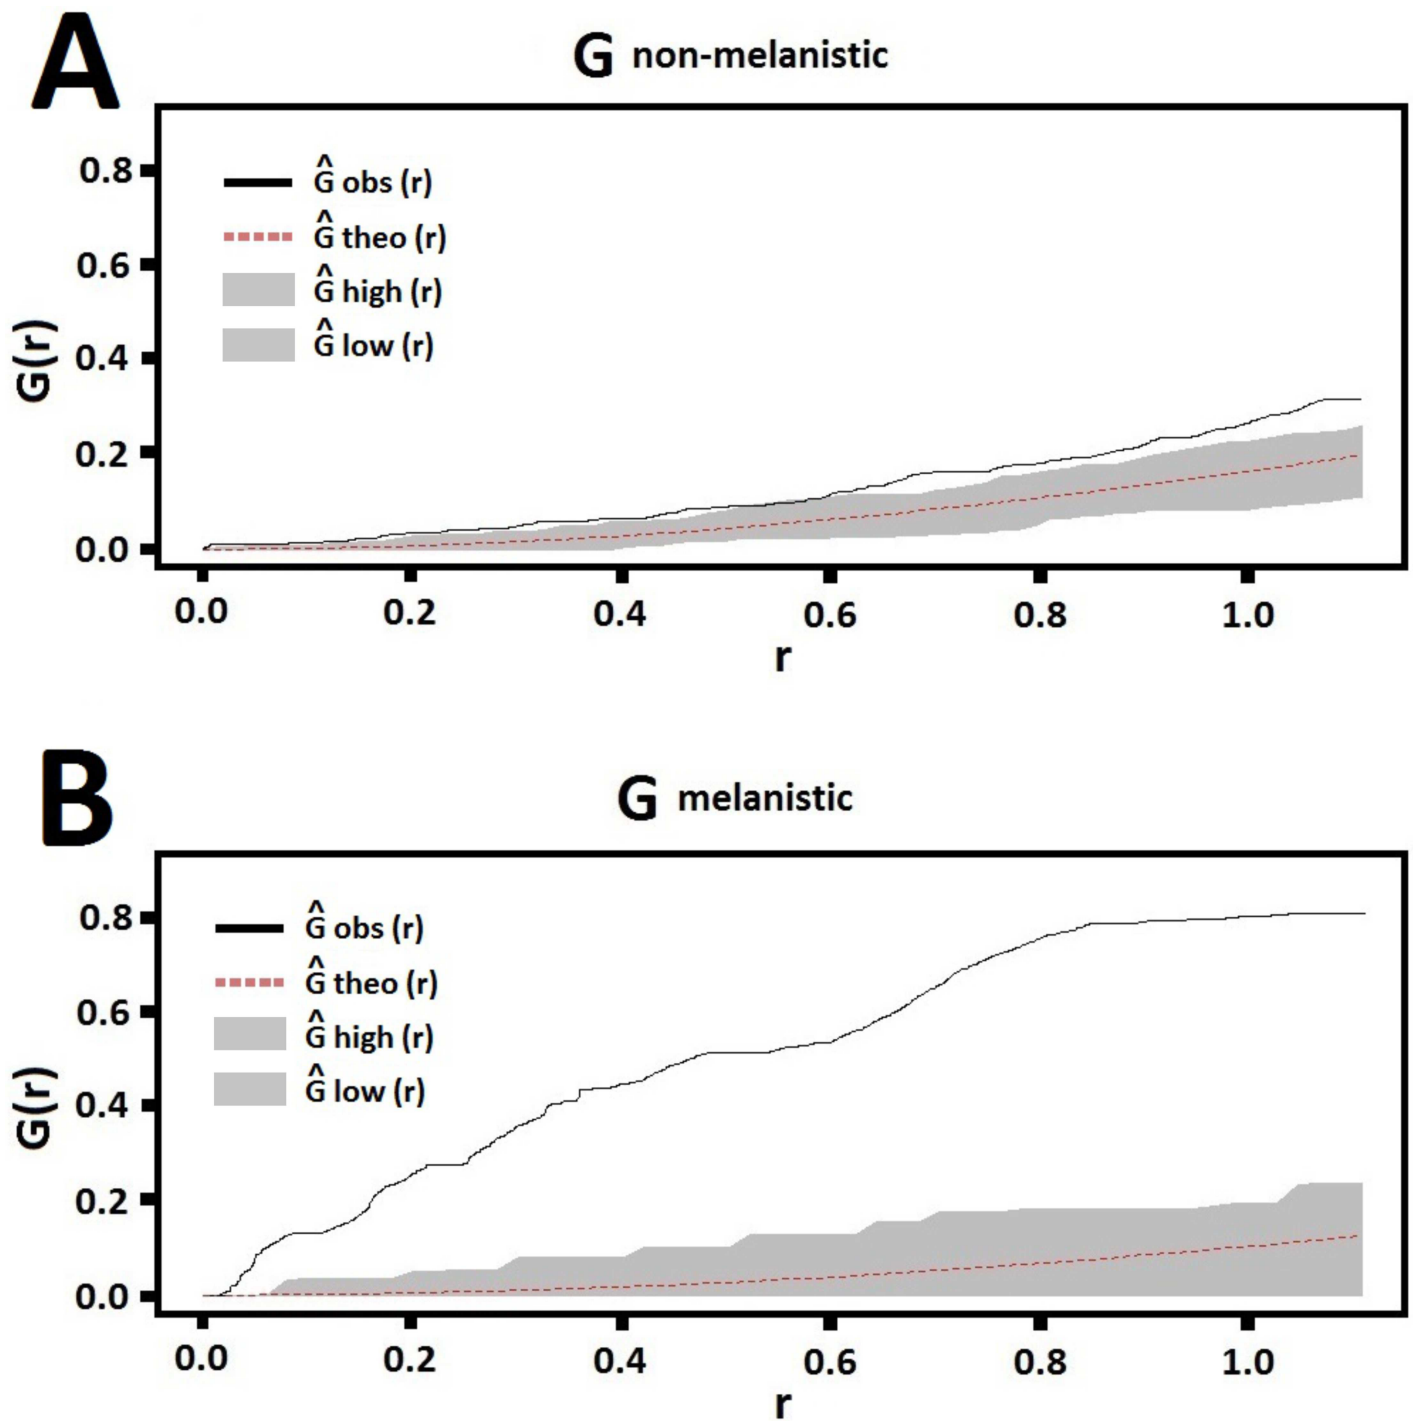 A
G non-melanistic
0.8
0.6
0.4
0.2
0.0
G(r)
Ĝ obs (r)
Ĝ theo (r)
Ĝ high (r)
Ĝ low (r)
0.0 0.2 0.4 0.6 0.8 1.0
r
B
G melanistic
0.8
0.6
0.4
0.2
0.0
G(r)
Ĝ obs (r)
Ĝ theo (r)
Ĝ high (r)
Ĝ low (r)
0.0 0.2 0.4 0.6 0.8 1.0
r